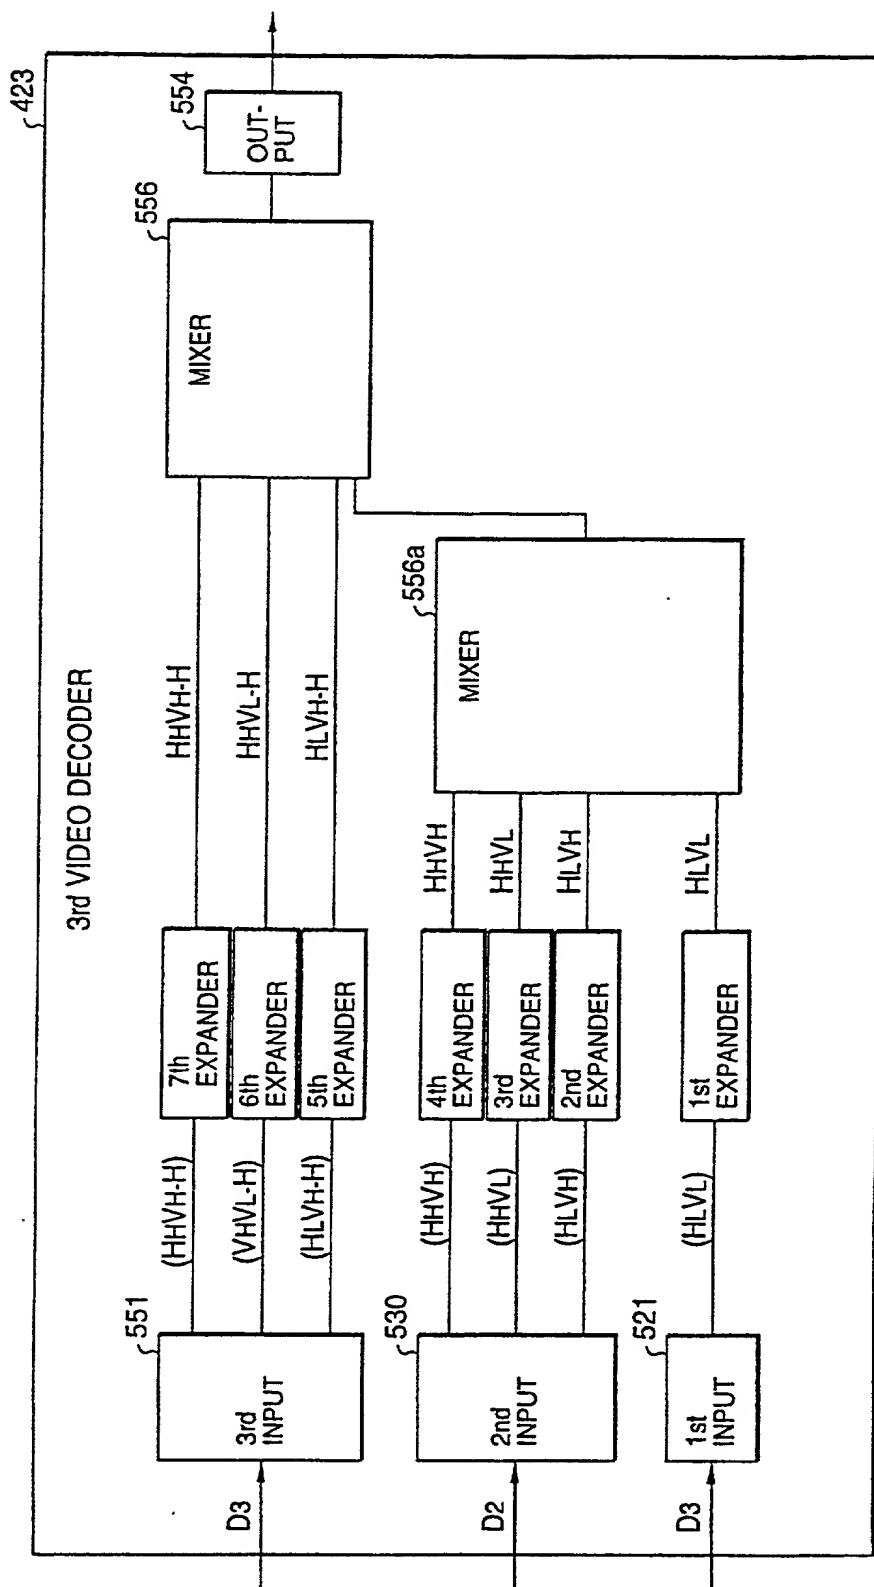 423
3rd VIDEO DECODER
D3
551
3rd
INPUT
(HHVH-H)
(VHVL-H)
(HLVH-H)
7th
EXPANDER
6th
EXPANDER
5th
EXPANDER
HHVH-H
HHVL-H
HLVH-H
556
MIXER
554
OUT-
PUT
D2
530
2nd
INPUT
(HHVH)
(HHVL)
(HLVH)
4th
EXPANDER
3rd
EXPANDER
2nd
EXPANDER
HHVH
HHVL
HLVH
556a
MIXER
D3
521
1st
INPUT
(HLVL)
1st
EXPANDER
HLVL